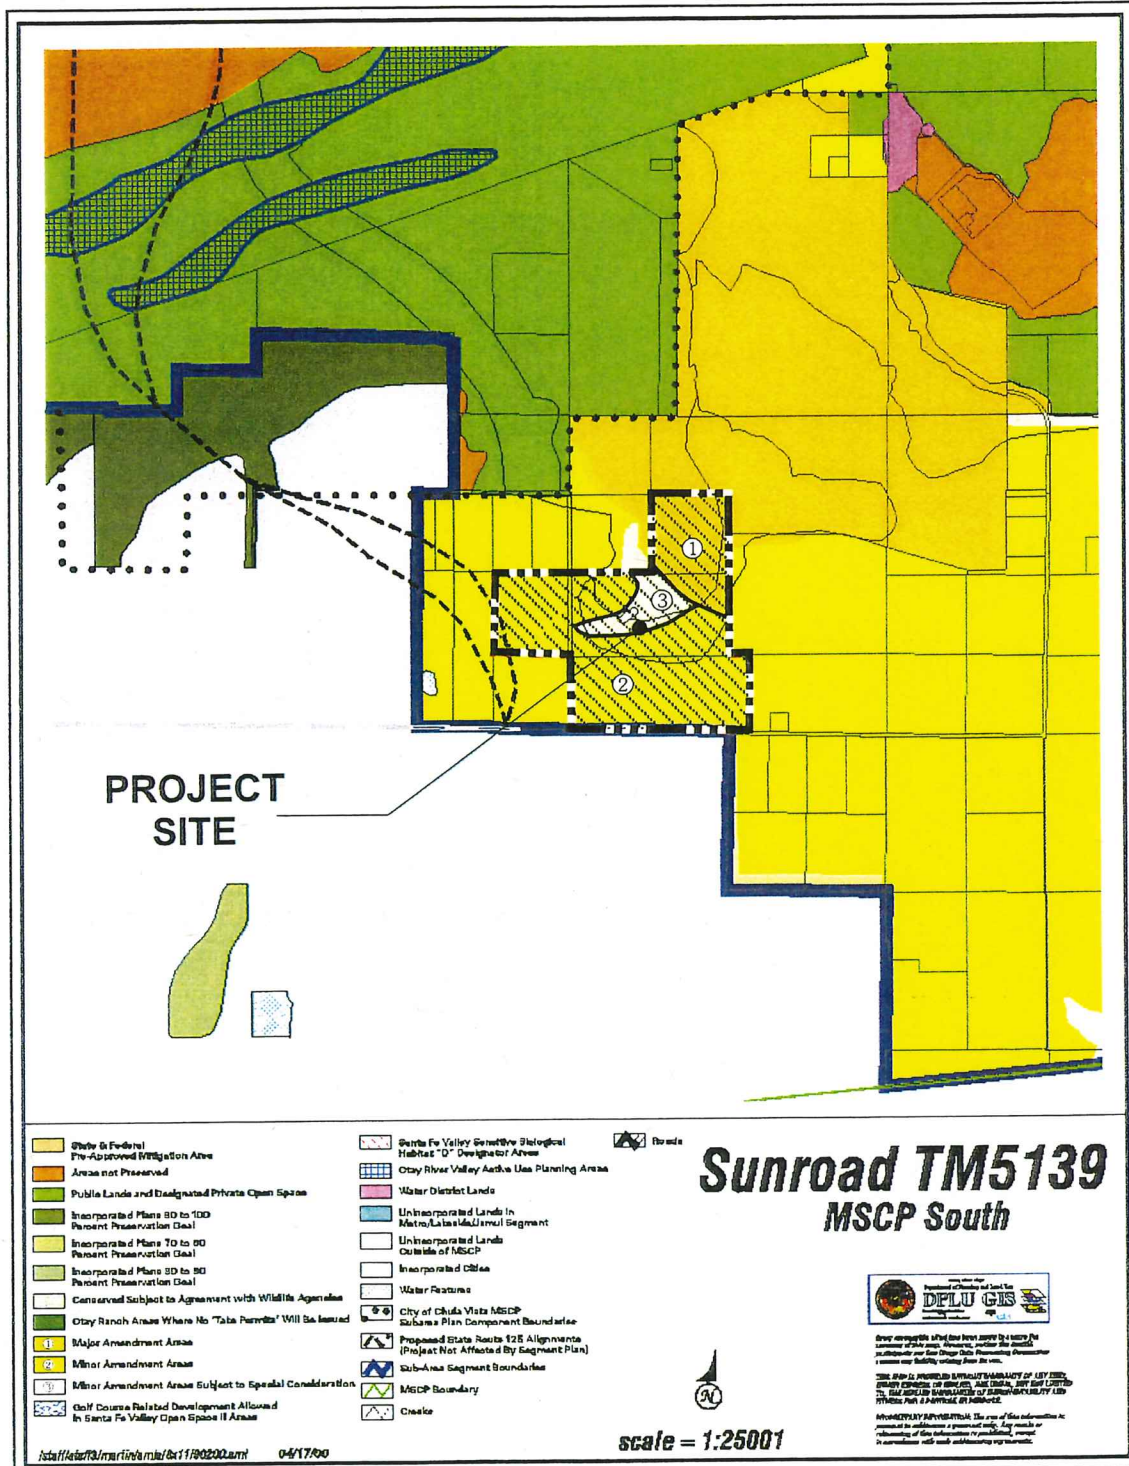 ①
③
②
PROJECT
SITE
State & Federal
Pre-Approved Mitigation Area
Areas not Preserved
Public Lands and Designated Private Open Space
Incorporated Plans 90 to 100
Percent Preservation Goal
Incorporated Plans 70 to
Percent Preservation Goal
Incorporated Plans 30 to
Percent Preservation Goal
Conserved Subject to Agreement with Wildlife Agencies
Otay Ranch Areas Where No "Take Permits" Will Be Issued
① Major Amendment Areas
② Minor Amendment Areas
③ Minor Amendment Areas Subject to Special Consideration
Golf Course Related Development Allowed
In Santa Fe Valley Open Space II Areas
Santa Fe Valley Sensitive Biological
Habitat "D" Designator Areas
Otay River Valley Active Use Planning Areas
Water District Lands
Unincorporated Lands in
Metro/Lakeside/Jamul Segment
Unincorporated Lands
Outside of MSCP
Incorporated Cities
Water Features
City of Chula Vista MSCP
Subarea Plan Component Boundaries
Proposed State Route 125 Alignments
(Project Not Affected By Segment Plan)
Sub-Area Segment Boundaries
MSCP Boundary
Creeks
Roads
Sunroad TM5139
MSCP South
DPLU GIS
N
scale = 1:25001
04/17/00